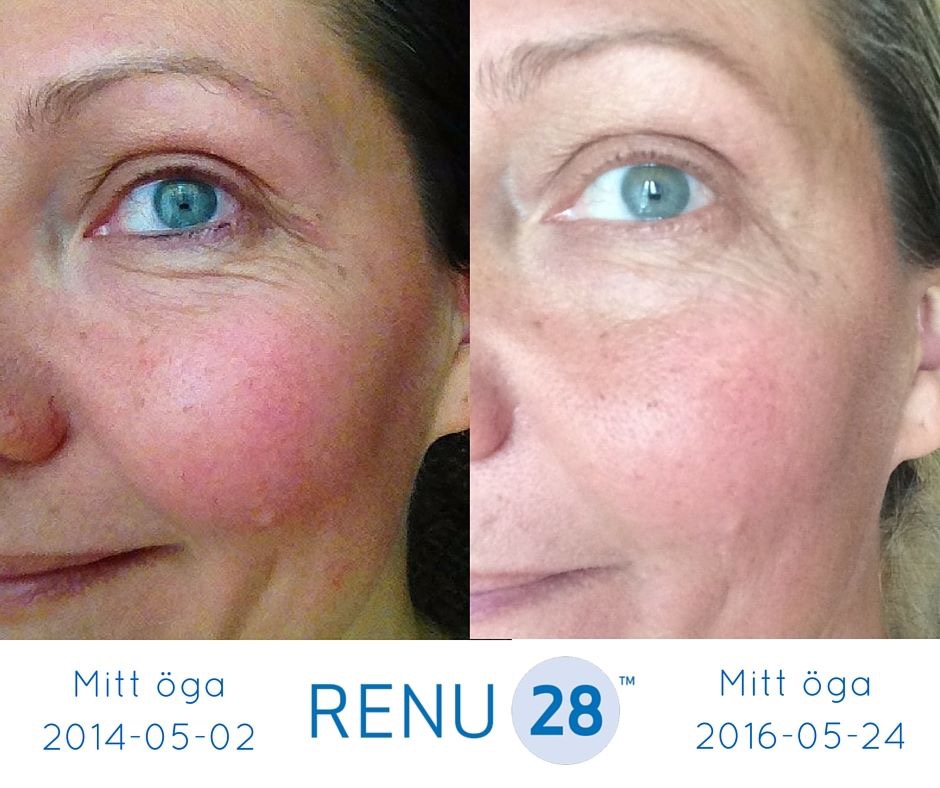 Mitt öga
2014-05-02
RENU 28™
Mitt öga
2016-05-24